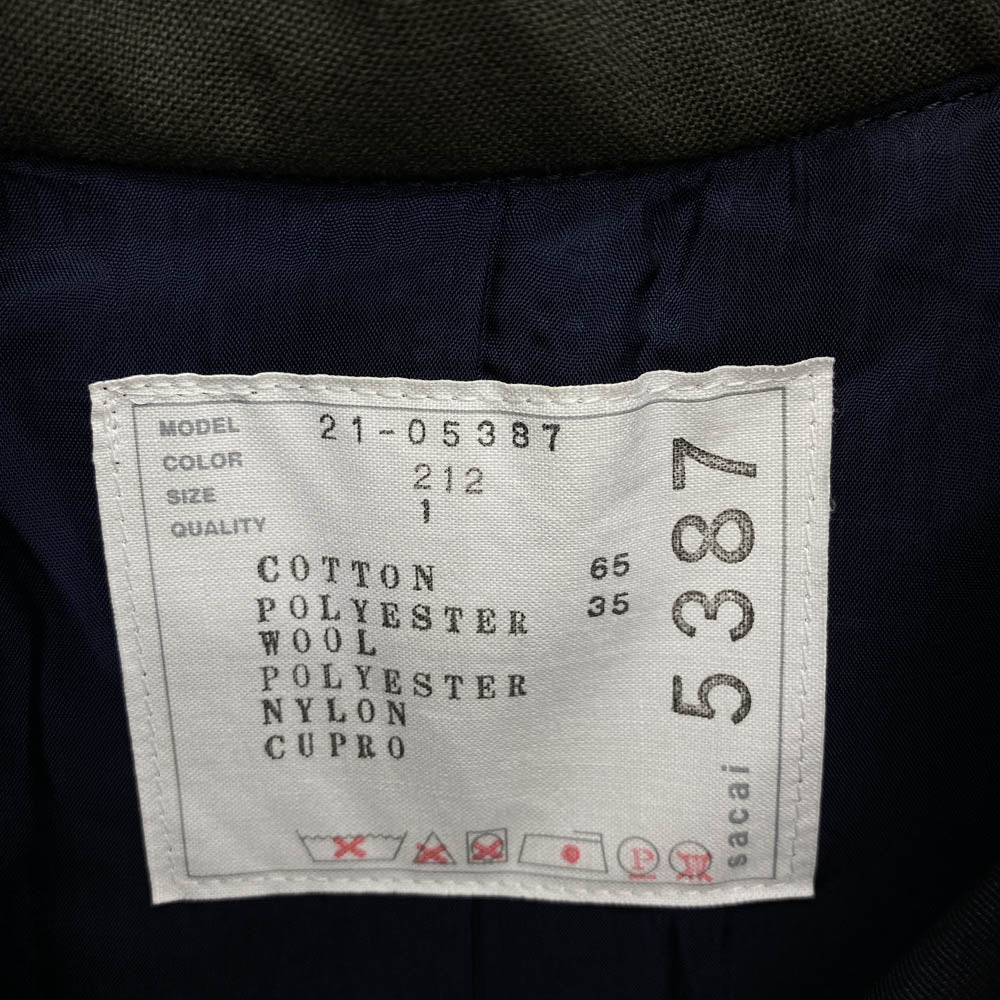 MODEL 21-05387
COLOR 212
SIZE 1
QUALITY
COTTON 65
POLYESTER 35
WOOL
POLYESTER
NYLON
CUPRO
P
sacai 5387